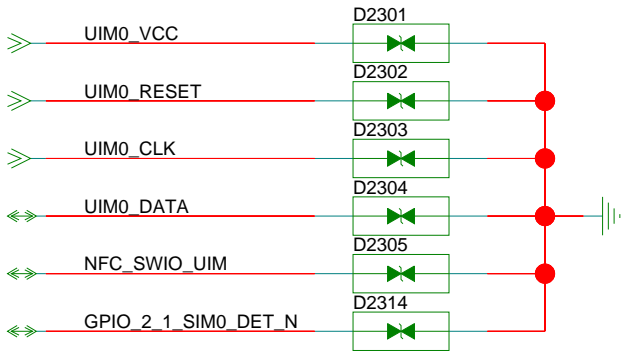 D2301
UIM0_VCC
D2302
UIM0_RESET
D2303
UIM0_CLK
D2304
UIM0_DATA
D2305
NFC_SWIO_UIM
D2314
GPIO_2_1_SIM0_DET_N